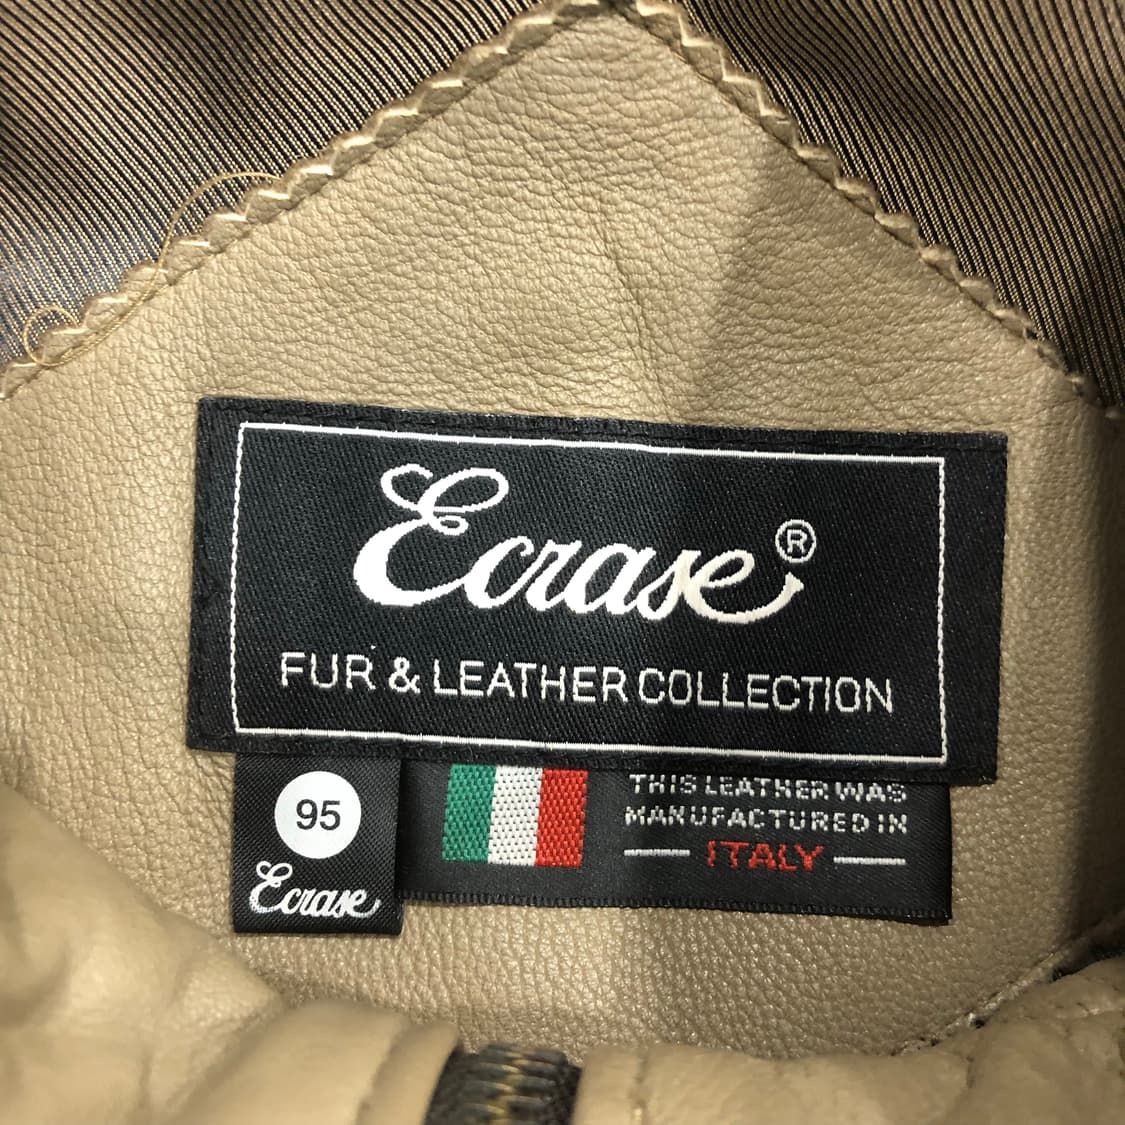 Ecrase®
FUR & LEATHER COLLECTION
95
Ecrase
THIS LEATHER WAS
MANUFACTURED IN
ITALY